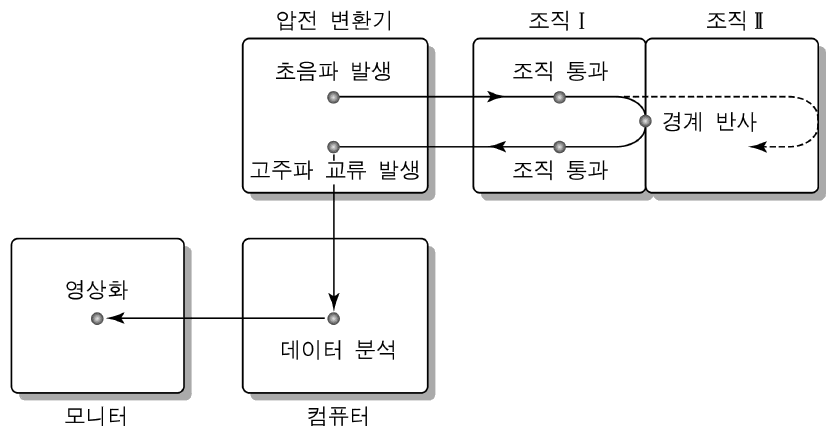 압전 변환기
조직 Ⅰ
조직 Ⅱ
초음파 발생
조직 통과
경계 반사
고주파 교류 발생
조직 통과
영상화
데이터 분석
모니터
컴퓨터